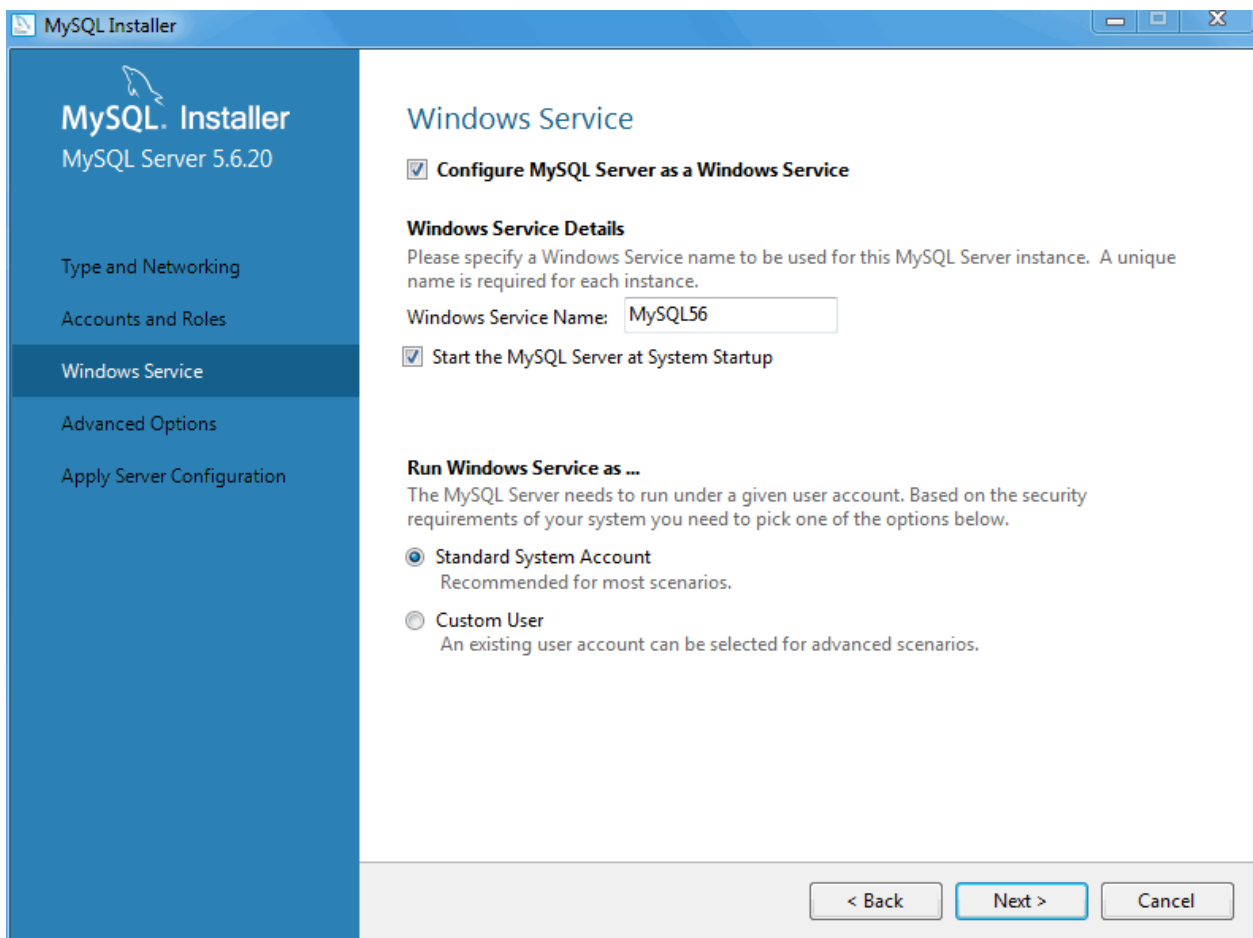 MySQL Installer
MySQL. Installer
MySQL Server 5.6.20
Type and Networking
Accounts and Roles
Windows Service
Advanced Options
Apply Server Configuration
Windows Service
Configure MySQL Server as a Windows Service
Windows Service Details
Please specify a Windows Service name to be used for this MySQL Server instance.  A unique
name is required for each instance.
Windows Service Name: MySQL56
Start the MySQL Server at System Startup
Run Windows Service as ...
The MySQL Server needs to run under a given user account. Based on the security
requirements of your system you need to pick one of the options below.
Standard System Account
Recommended for most scenarios.
Custom User
An existing user account can be selected for advanced scenarios.
< Back Next > Cancel